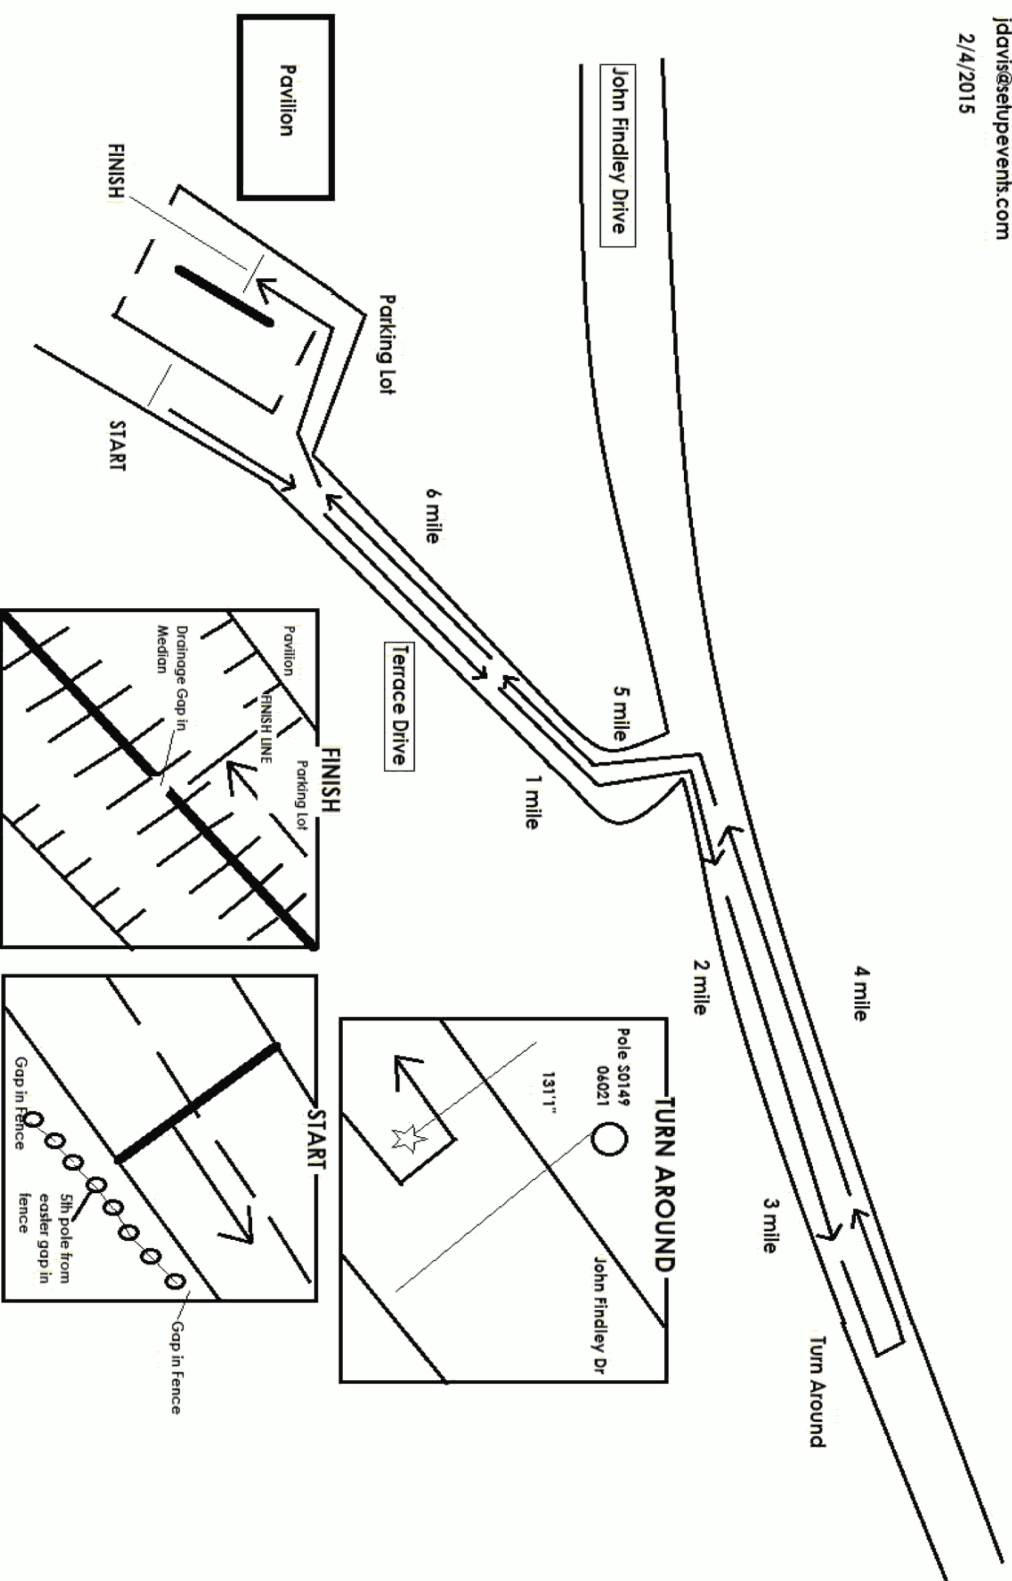 jdavis@setupevents.com
2/4/2015
John Findley Drive
Pavilion
FINISH
Parking Lot
START
6 mile
Terrace Drive
5 mile
1 mile
4 mile
2 mile
3 mile
Turn Around
FINISH
Pavilion
Drainage Gap in
Median
FINISH LINE
Parking Lot
TURN AROUND
Pole S0149
06021
131'1"
John Findley Dr
START
Gap in Fence
5th pole from
easler gap in
fence
Gap in Fence